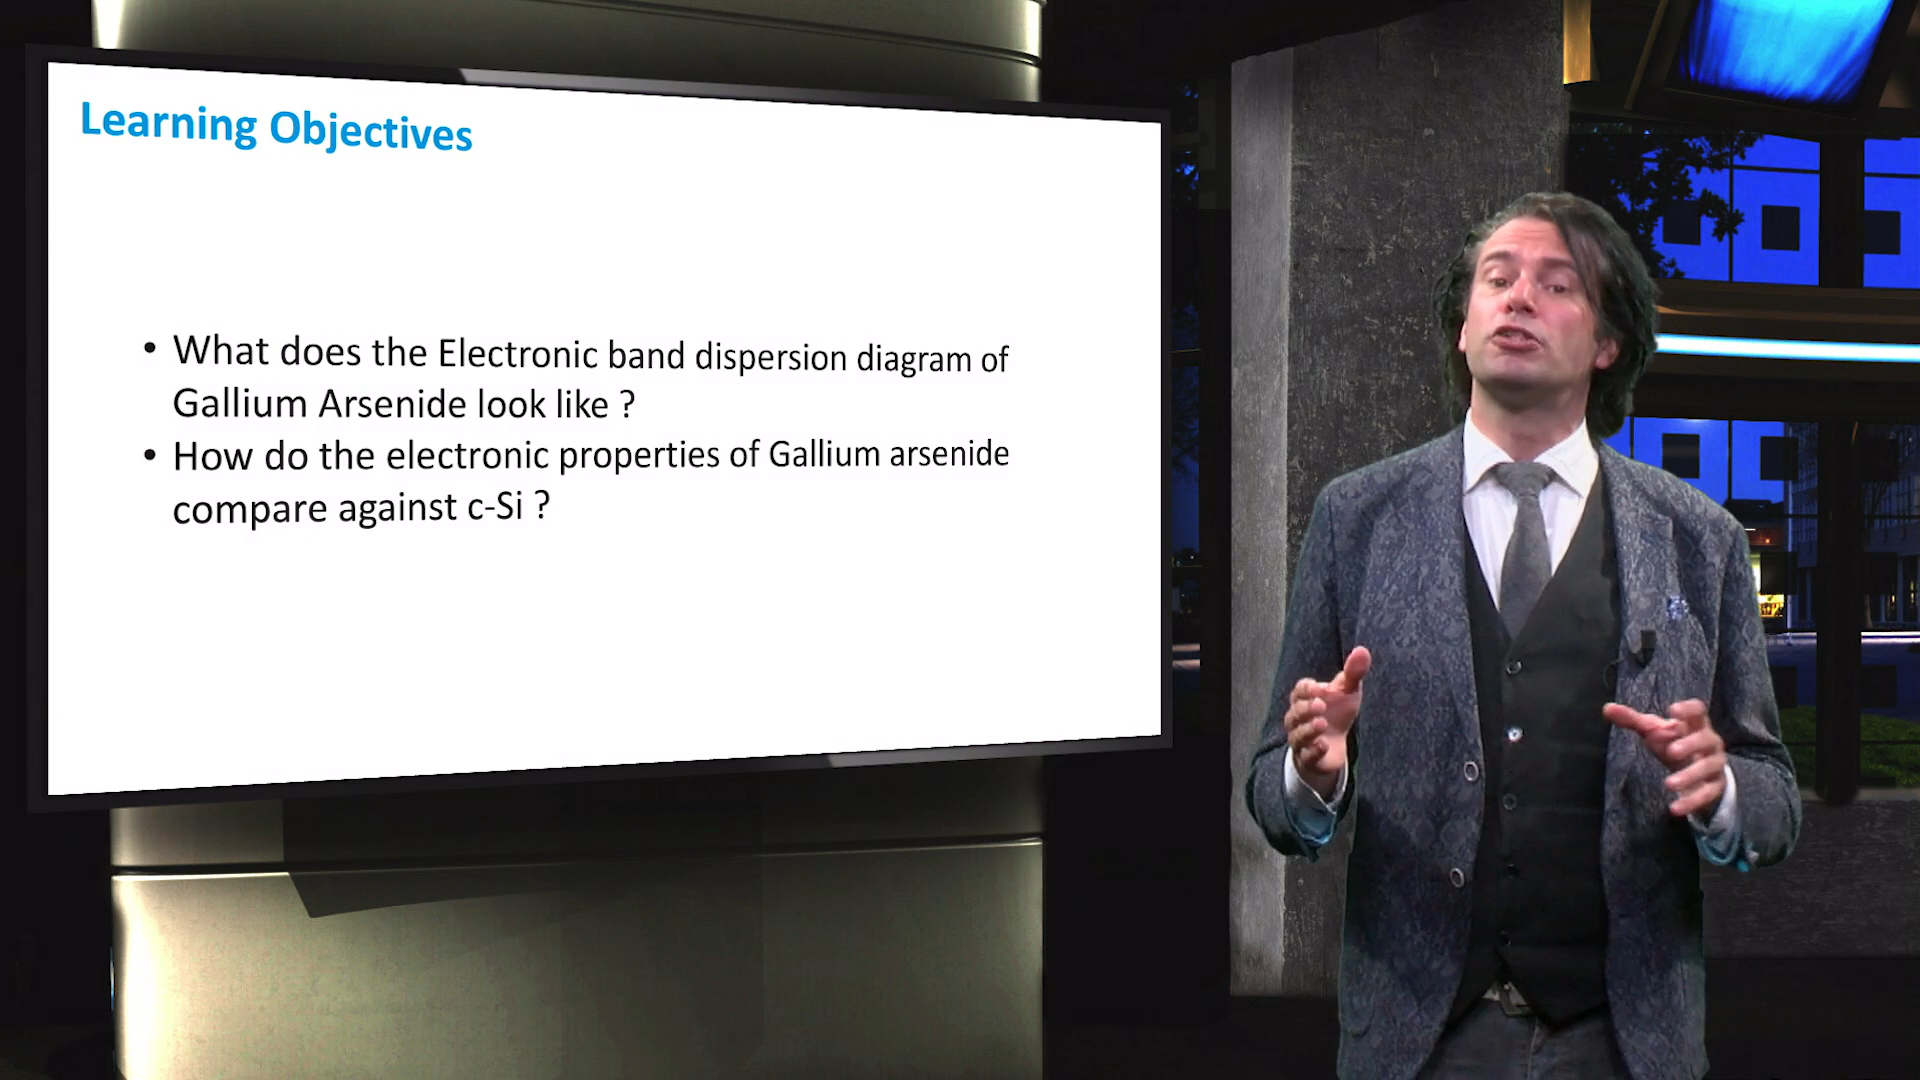 Learning Objectives
• What does the Electronic band dispersion diagram of
Gallium Arsenide look like ?
• How do the electronic properties of Gallium arsenide
compare against c-Si ?